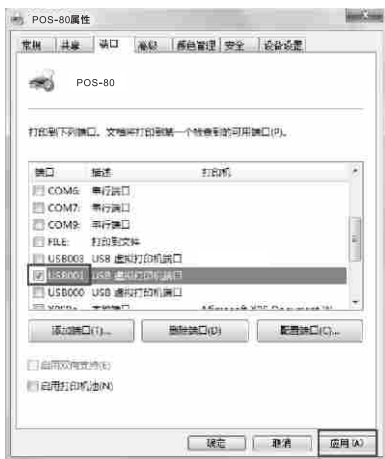 POS-80属性
常规 共享 端口 高级 颜色管理 安全 设备设置
POS-80
打印到下列端口。文档将打印到第一个检查到的可用端口(P)。
端口 描述 打印机
COM6: 串行端口
COM7: 串行端口
COM9: 串行端口
FILE: 打印到文件
USB003 USB 虚拟打印机端口
USB001 USB 虚拟打印机端口
USB000 USB 虚拟打印机端口
添加端口(T)... 删除端口(D) 配置端口(C)...
启用双向支持(E)
启用打印机池(N)
确定 取消 应用(A)